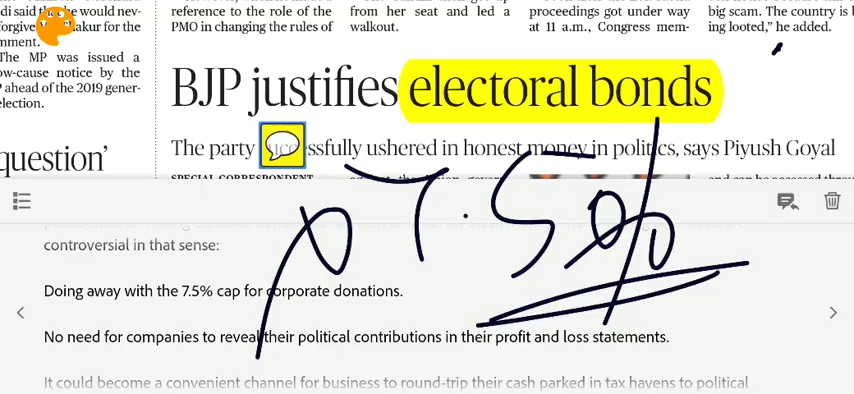 di said that he would nev-
forgive
Thakur for the
mment.
The MP was issued a
ow-cause notice by the
P ahead of the 2019 gener-
election.
question’
reference to the role of the
PMO in changing the rules of
from her seat and led a
walkout.
proceedings got under way
at 11 a.m., Congress mem-
big scam. The country is b
ing looted,” he added.
BJP justifies electoral bonds
The party successfully ushered in honest money in politics, says Piyush Goyal
SPECIAL CORRESPONDENT
7.5%
controversial in that sense:
Doing away with the 7.5% cap for corporate donations.
No need for companies to reveal their political contributions in their profit and loss statements.
It could become a convenient channel for business to round-trip their cash parked in tax havens to political